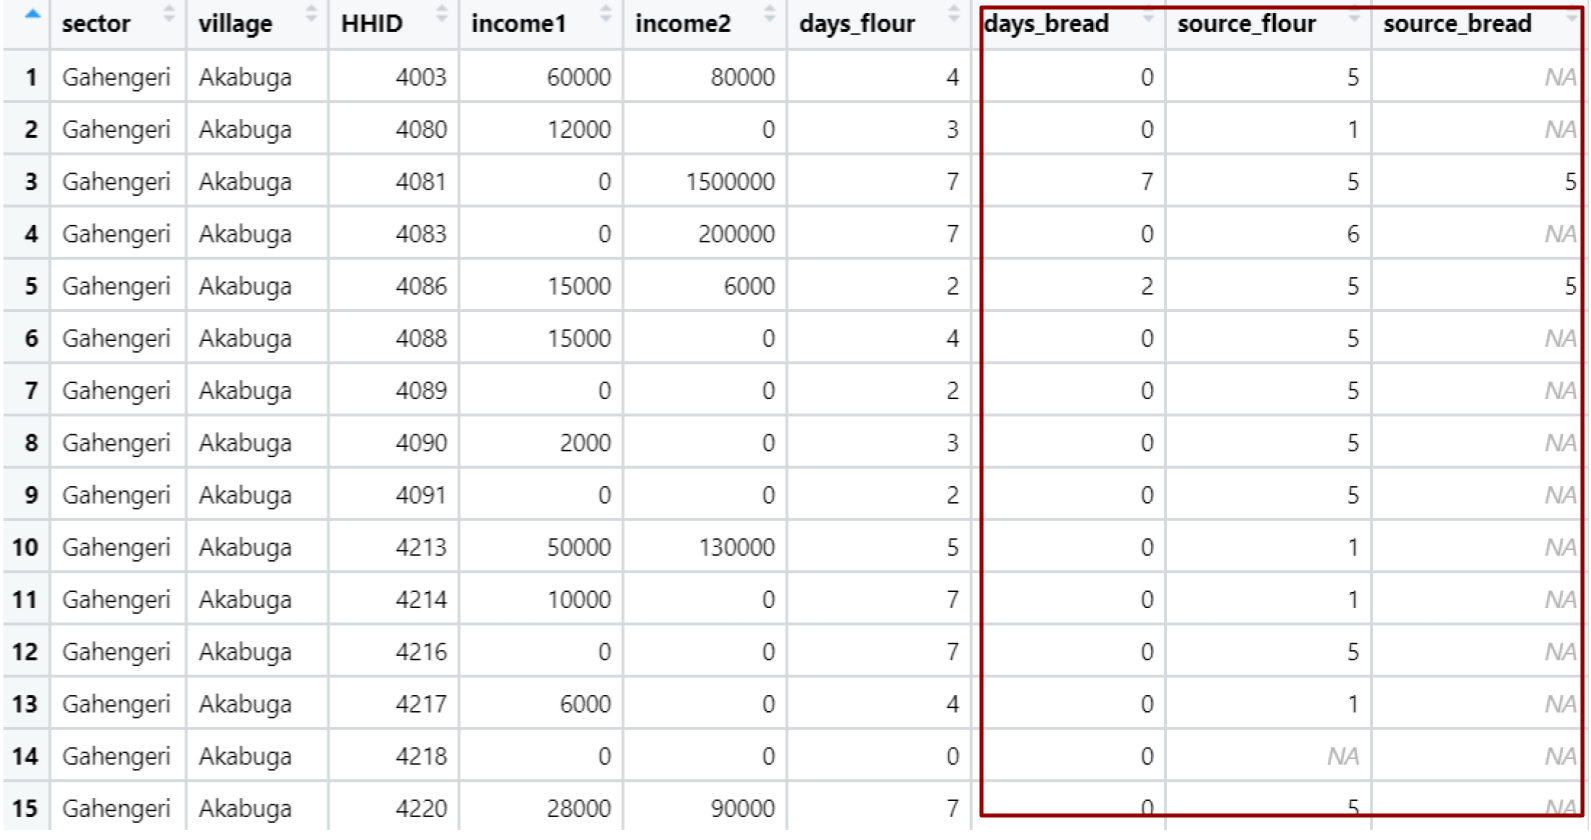 sector village HHID income1 income2 days_flour days_bread source_flour source_bread
1 Gahengeri Akabuga 4003 60000 80000 4 0 5 NA
2 Gahengeri Akabuga 4080 12000 0 3 0 1 NA
3 Gahengeri Akabuga 4081 0 1500000 7 7 5 5
4 Gahengeri Akabuga 4083 0 200000 7 0 6 NA
5 Gahengeri Akabuga 4086 15000 6000 2 2 5 5
6 Gahengeri Akabuga 4088 15000 0 4 0 5 NA
7 Gahengeri Akabuga 4089 0 0 2 0 5 NA
8 Gahengeri Akabuga 4090 2000 0 3 0 5 NA
9 Gahengeri Akabuga 4091 0 0 2 0 5 NA
10 Gahengeri Akabuga 4213 50000 130000 5 0 1 NA
11 Gahengeri Akabuga 4214 10000 0 7 0 1 NA
12 Gahengeri Akabuga 4216 0 0 7 0 5 NA
13 Gahengeri Akabuga 4217 6000 0 4 0 1 NA
14 Gahengeri Akabuga 4218 0 0 0 0 NA NA
15 Gahengeri Akabuga 4220 28000 90000 7 0 5 NA